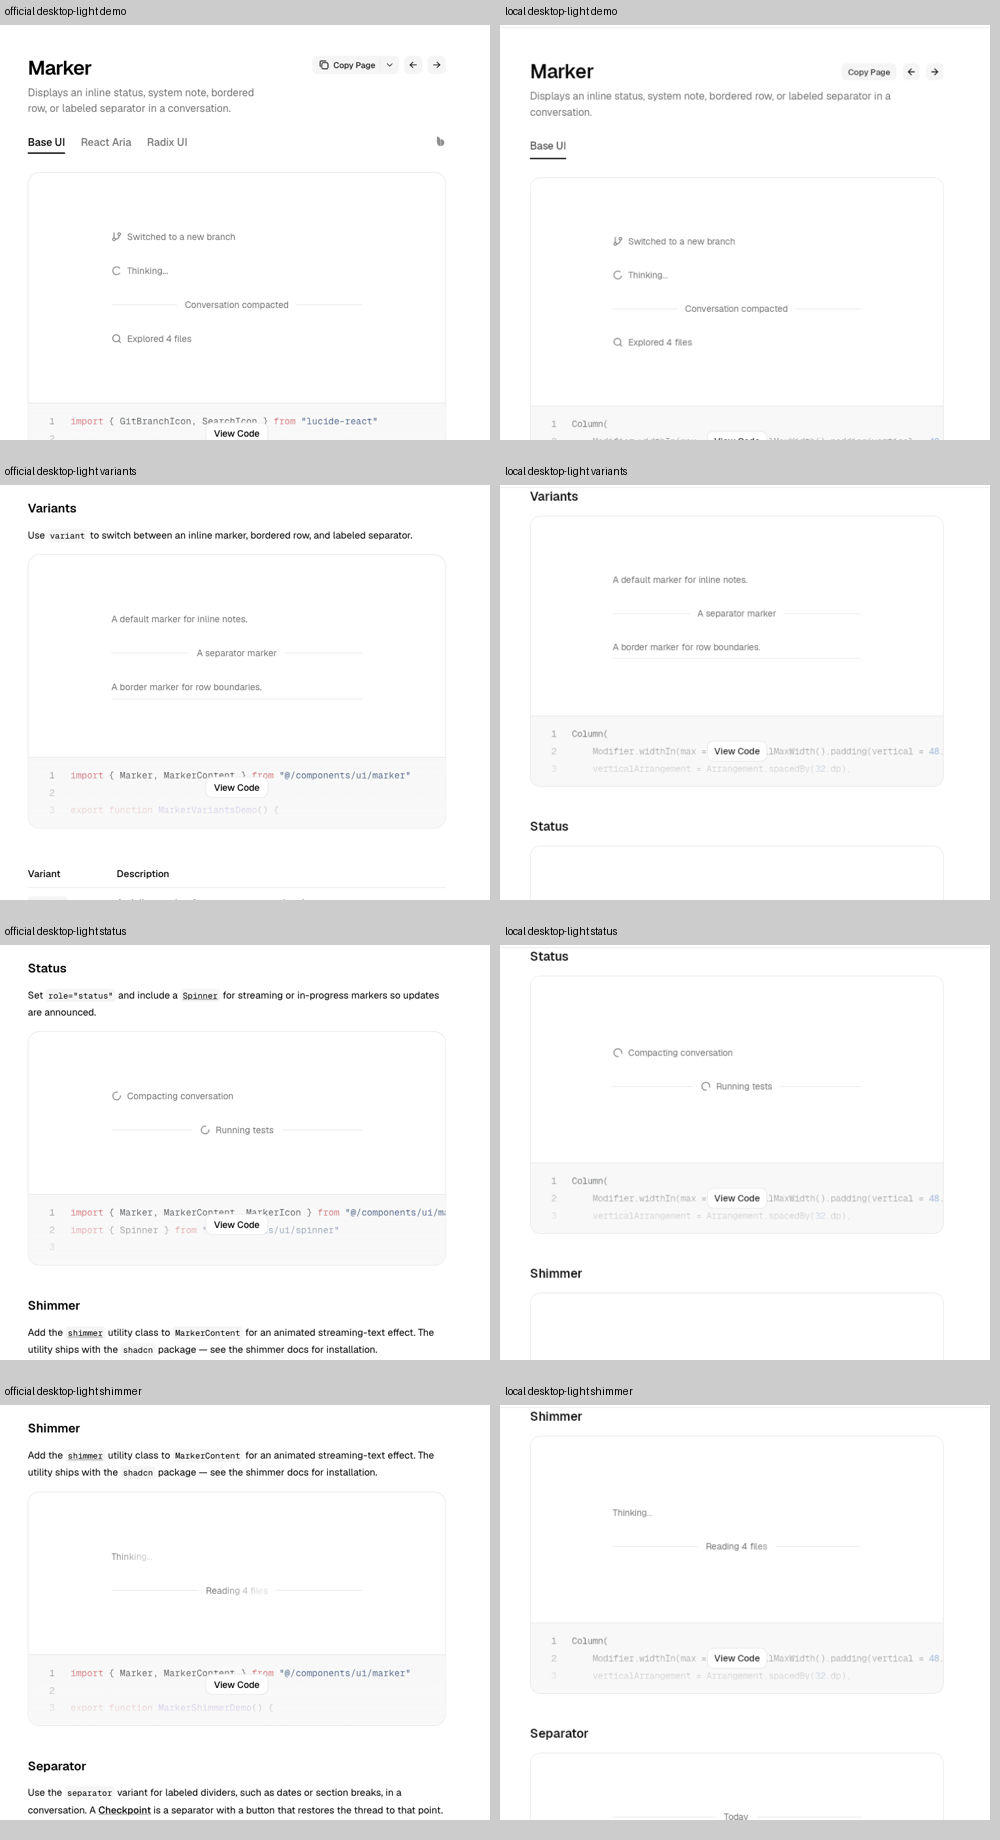 official desktop-light demo
Marker
Copy Page
Displays an inline status, system note, bordered
row, or labeled separator in a conversation.
Base UI React Aria Radix UI
Switched to a new branch
Thinking...
Conversation compacted
Explored 4 files
1 import { GitBranchIcon, SearchIcon } from "lucide-react"
2
View Code
local desktop-light demo
Marker
Copy Page
Displays an inline status, system note, bordered row, or labeled separator in a
conversation.
Base UI
Switched to a new branch
Thinking...
Conversation compacted
Explored 4 files
1 Column(
View Code
official desktop-light variants
Variants
Use variant to switch between an inline marker, bordered row, and labeled separator.
A default marker for inline notes.
A separator marker
A border marker for row boundaries.
1 import { Marker, MarkerContent } from "@/components/ui/marker"
2
View Code
3 export function MarkerVariantsDemo() {
Variant Description
local desktop-light variants
Variants
A default marker for inline notes.
A separator marker
A border marker for row boundaries.
1 Column(
2 Modifier.widthIn(max = View Code lMaxWidth().padding(vertical = 48.
3 verticalArrangement = Arrangement.spacedBy(32.dp),
Status
official desktop-light status
Status
Set role="status" and include a Spinner for streaming or in-progress markers so updates
are announced.
Compacting conversation
Running tests
1 import { Marker, MarkerContent, MarkerIcon } from "@/components/ui/ma
2 import { Spinner } from " View Code s/ui/spinner"
3
Shimmer
Add the shimmer utility class to MarkerContent for an animated streaming-text effect. The
utility ships with the shadcn package — see the shimmer docs for installation.
local desktop-light status
Status
Compacting conversation
Running tests
1 Column(
2 Modifier.widthIn(max = View Code lMaxWidth().padding(vertical = 48.
3 verticalArrangement = Arrangement.spacedBy(32.dp),
Shimmer
official desktop-light shimmer
Shimmer
Add the shimmer utility class to MarkerContent for an animated streaming-text effect. The
utility ships with the shadcn package — see the shimmer docs for installation.
Thinking...
Reading 4 files
1 import { Marker, MarkerContent } from "@/components/ui/marker"
2
View Code
3 export function MarkerShimmerDemo() {
Separator
Use the separator variant for labeled dividers, such as dates or section breaks, in a
conversation. A Checkpoint is a separator with a button that restores the thread to that point.
local desktop-light shimmer
Shimmer
Thinking...
Reading 4 files
1 Column(
2 Modifier.widthIn(max = View Code lMaxWidth().padding(vertical = 48.
3 verticalArrangement = Arrangement.spacedBy(32.dp),
Separator
Today